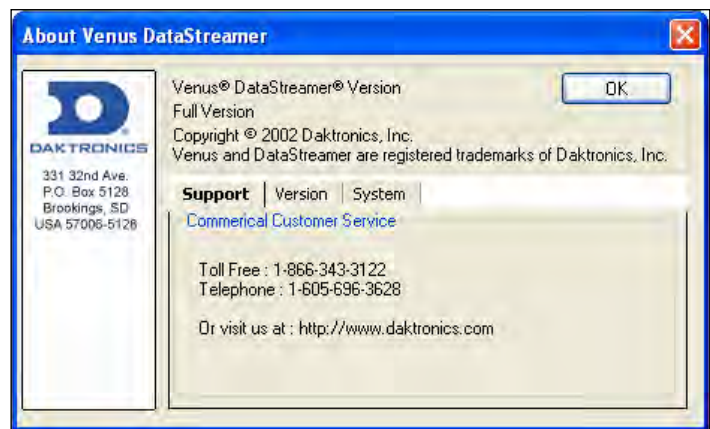 About Venus DataStreamer
DAKTRONICS
331 32nd Ave.
P.O. Box 5128
Brookings, SD
USA 57006-5128
Venus® DataStreamer® Version
Full Version
Copyright © 2002 Daktronics, Inc.
Venus and DataStreamer are registered trademarks of Daktronics, Inc.
OK
Support Version System
Commerical Customer Service
Toll Free : 1-866-343-3122
Telephone : 1-605-696-3628
Or visit us at : http://www.daktronics.com